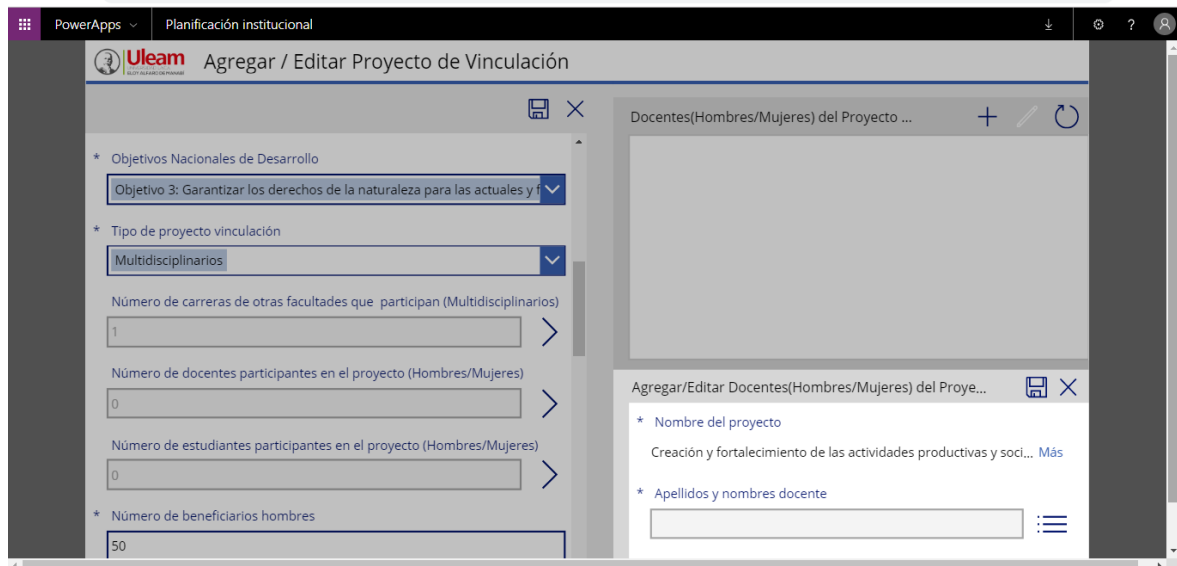 PowerApps
Planificación institucional
?
Uleam
Agregar / Editar Proyecto de Vinculación
* Objetivos Nacionales de Desarrollo
Objetivo 3: Garantizar los derechos de la naturaleza para las actuales y f
* Tipo de proyecto vinculación
Multidisciplinarios
Número de carreras de otras facultades que participan (Multidisciplinarios)
1
Número de docentes participantes en el proyecto (Hombres/Mujeres)
0
Número de estudiantes participantes en el proyecto (Hombres/Mujeres)
0
* Número de beneficiarios hombres
50
Docentes(Hombres/Mujeres) del Proyecto ...
Agregar/Editar Docentes(Hombres/Mujeres) del Proye...
* Nombre del proyecto
Creación y fortalecimiento de las actividades productivas y soci... Más
* Apellidos y nombres docente